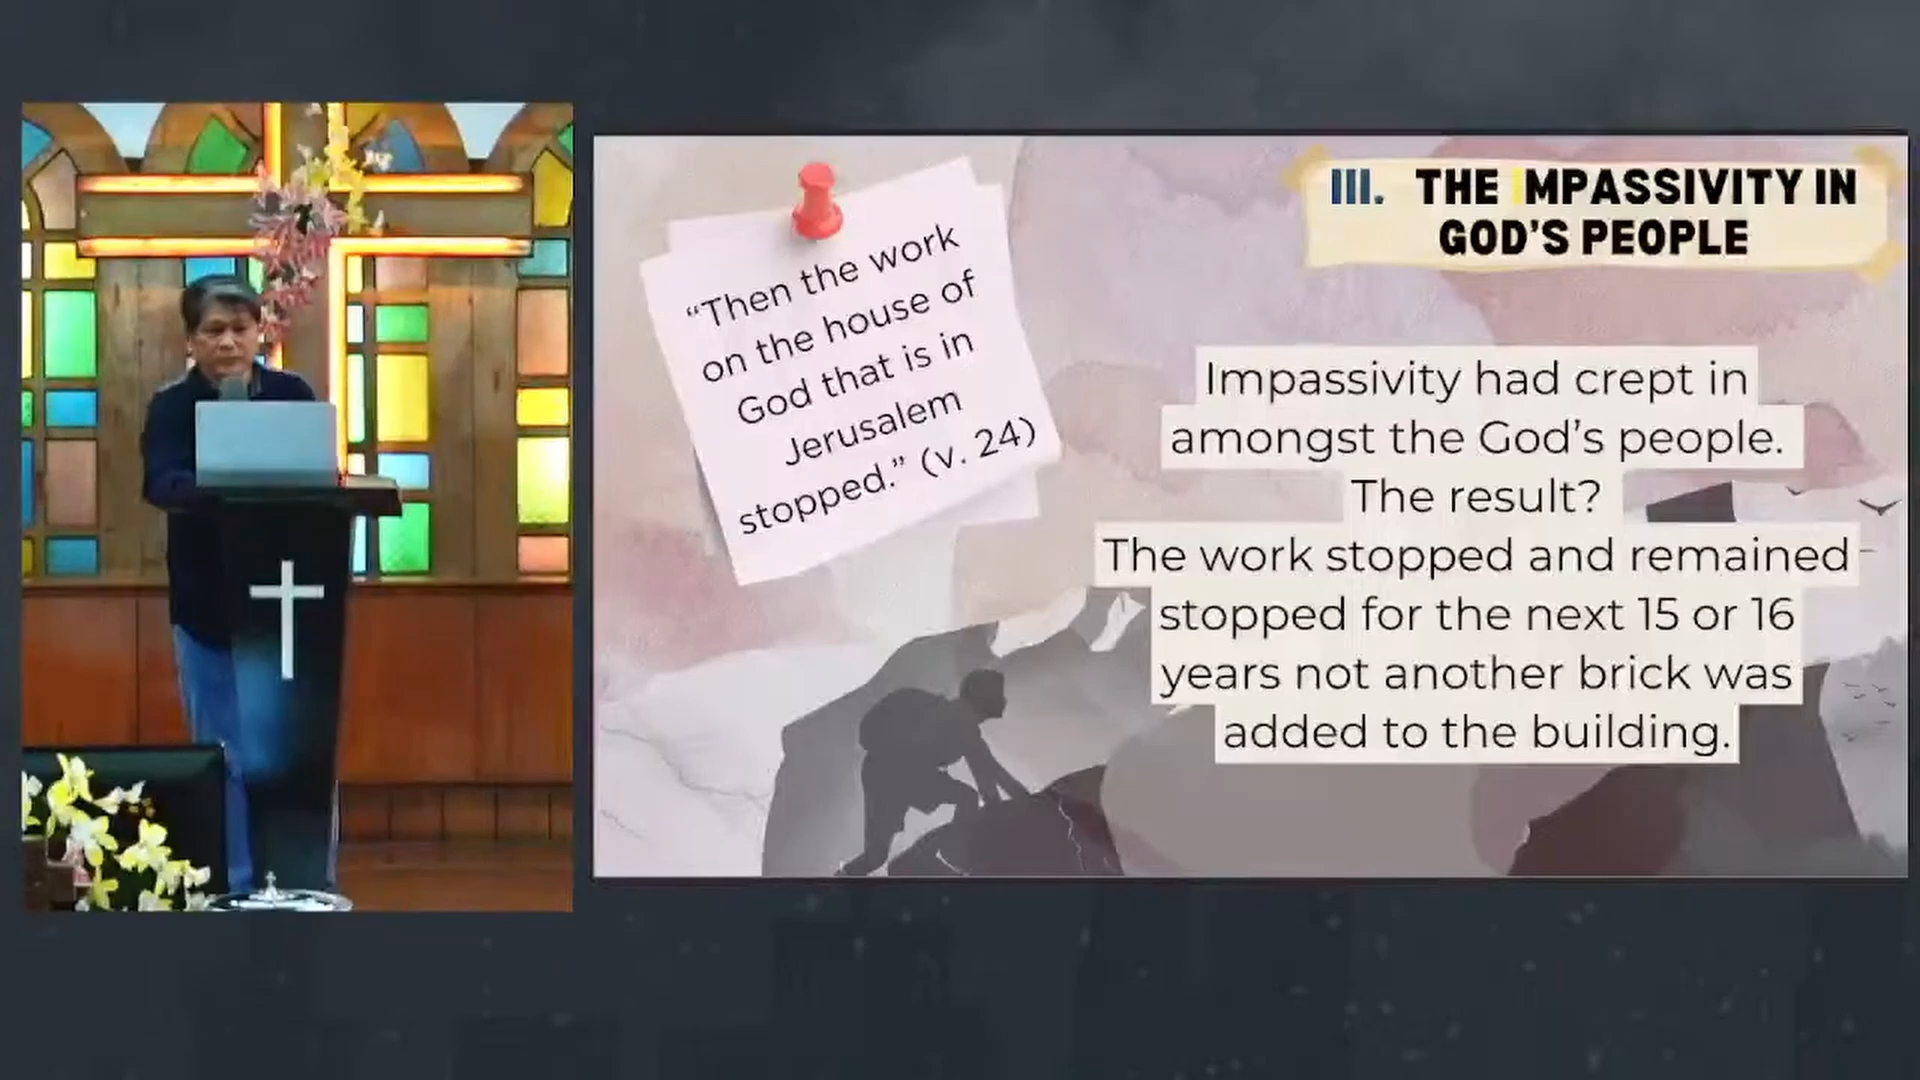 III. THE IMPASSIVITY IN
GOD'S PEOPLE
“Then the work
on the house of
God that is in
Jerusalem
stopped.” (v. 24)
Impassivity had crept in
amongst the God's people.
The result?
The work stopped and remained
stopped for the next 15 or 16
years not another brick was
added to the building.